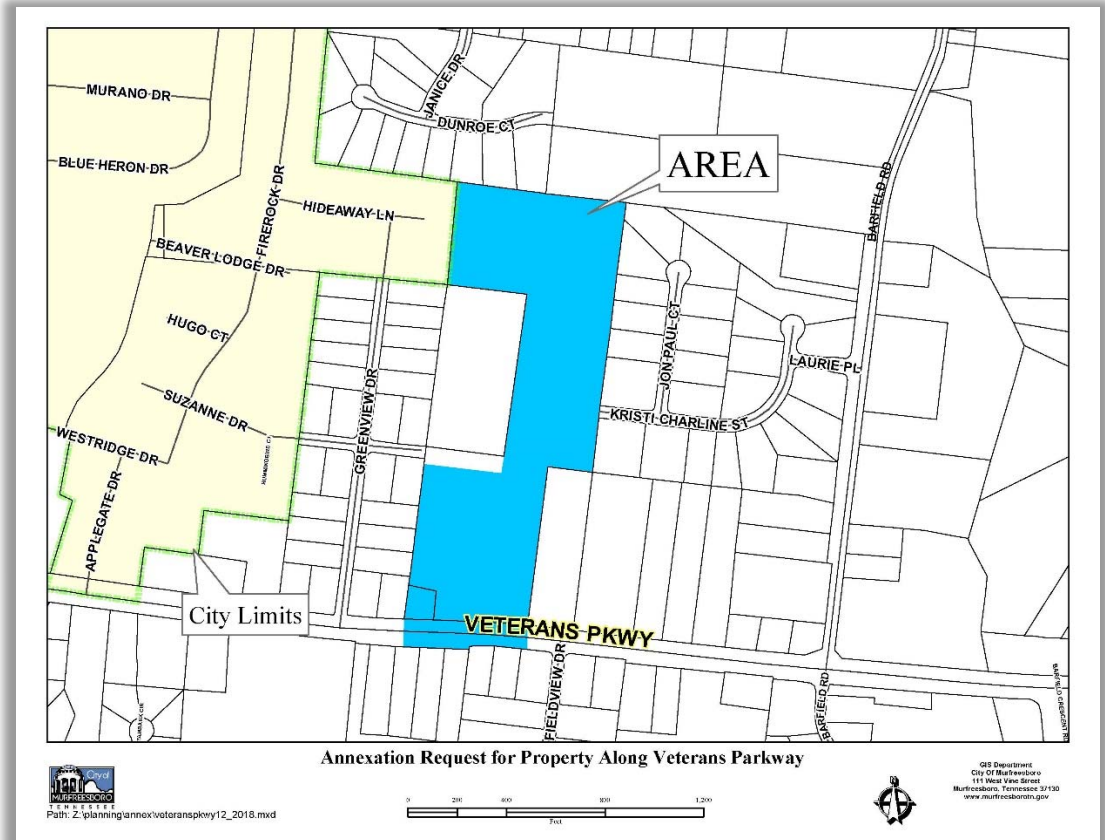 JANICE DR
DUNROE CT
MURANO DR
BLUE HERON DR
FIREROCK DR
AREA
BARFIELD RD
HIDEAWAY LN
BEAVER LODGE DR
HUGO CT
JON PAUL CT
LAURIE PL
SUZANNE DR
GREENVIEW DR
KRISTI CHARLINE ST
WESTRIDGE DR
APPLEGATE DR
City Limits
VETERANS PKWY
FIELDVIEW DR
BARFIELD RD
BARFIELD CRESCENT RD
Annexation Request for Property Along Veterans Parkway
City of
MURFREESBORO
TENNESSEE
Path: Z:\planning\annex\veteranspkwy12_2018.mxd
0 200 400 800 1,200
Feet
GIS Department
City Of Murfreesboro
111 West Vine Street
Murfreesboro, Tennessee 37130
www.murfreesborotn.gov